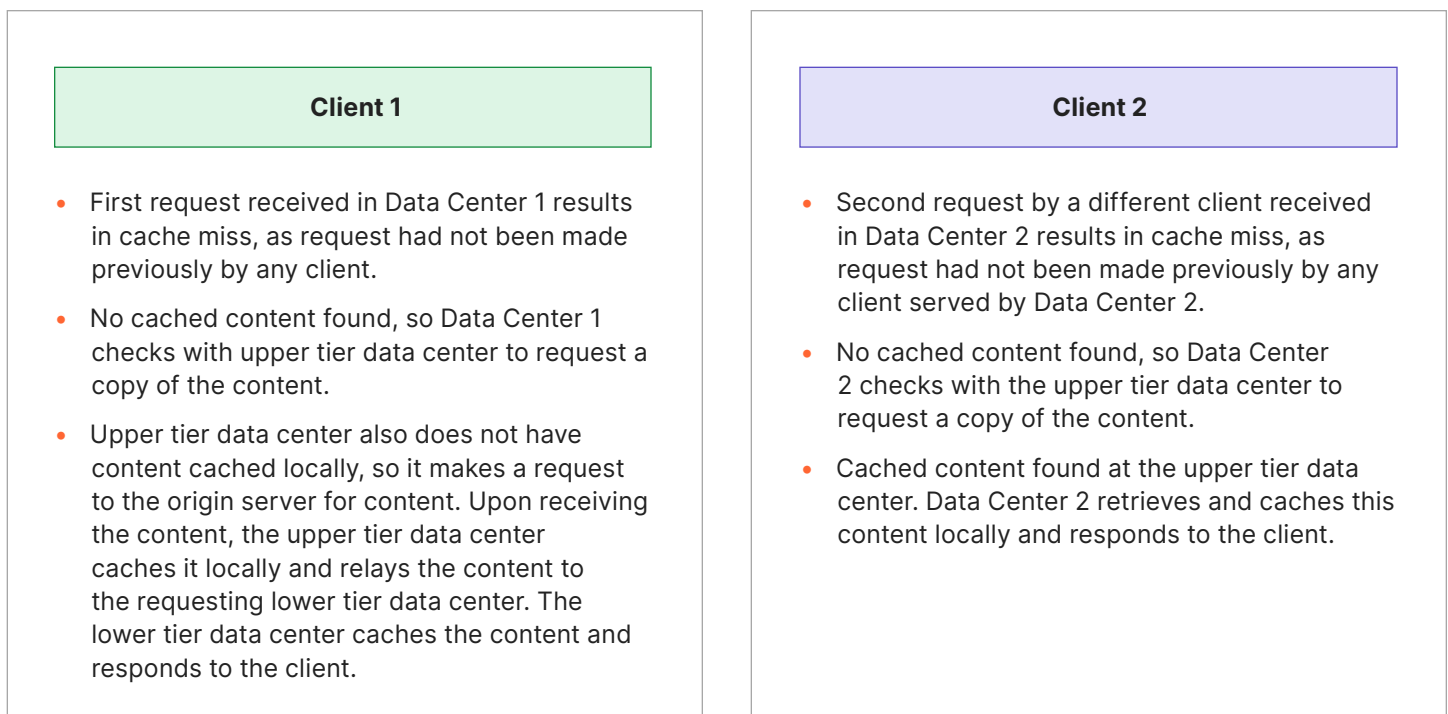 Client 1
• First request received in Data Center 1 results
in cache miss, as request had not been made
previously by any client.
• No cached content found, so Data Center 1
checks with upper tier data center to request a
copy of the content.
• Upper tier data center also does not have
content cached locally, so it makes a request
to the origin server for content. Upon receiving
the content, the upper tier data center
caches it locally and relays the content to
the requesting lower tier data center. The
lower tier data center caches the content and
responds to the client.
Client 2
• Second request by a different client received
in Data Center 2 results in cache miss, as
request had not been made previously by any
client served by Data Center 2.
• No cached content found, so Data Center
2 checks with the upper tier data center to
request a copy of the content.
• Cached content found at the upper tier data
center. Data Center 2 retrieves and caches this
content locally and responds to the client.